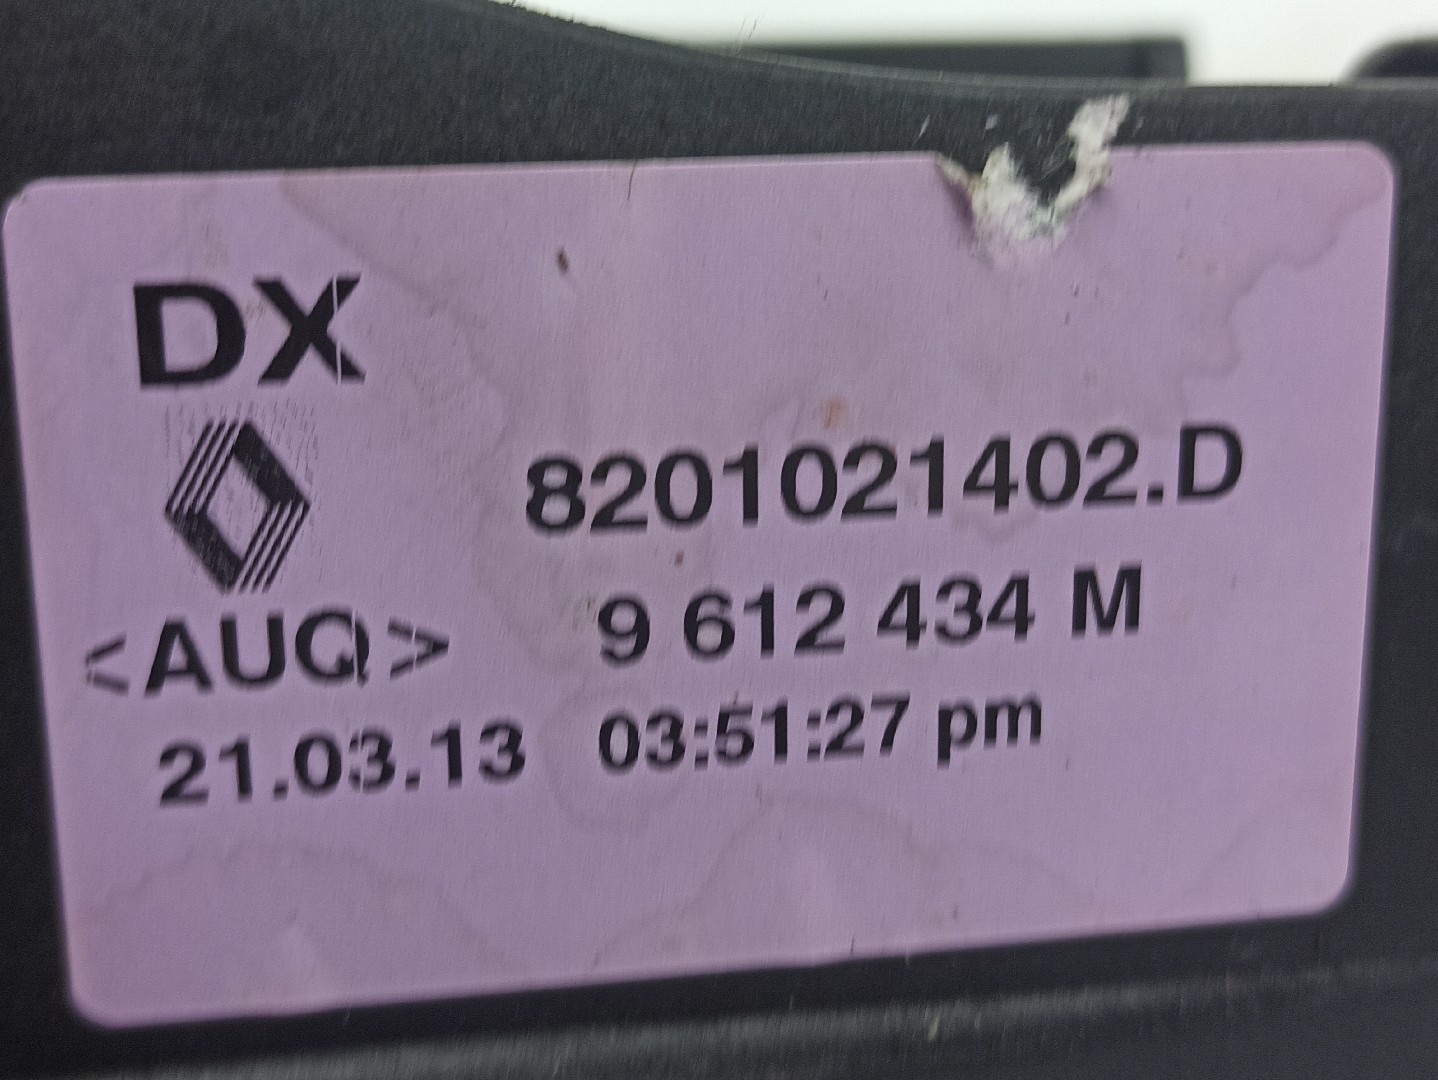 DX
8201021402.D
<AUQ> 9 612 434 M
21.03.13 03:51:27 pm